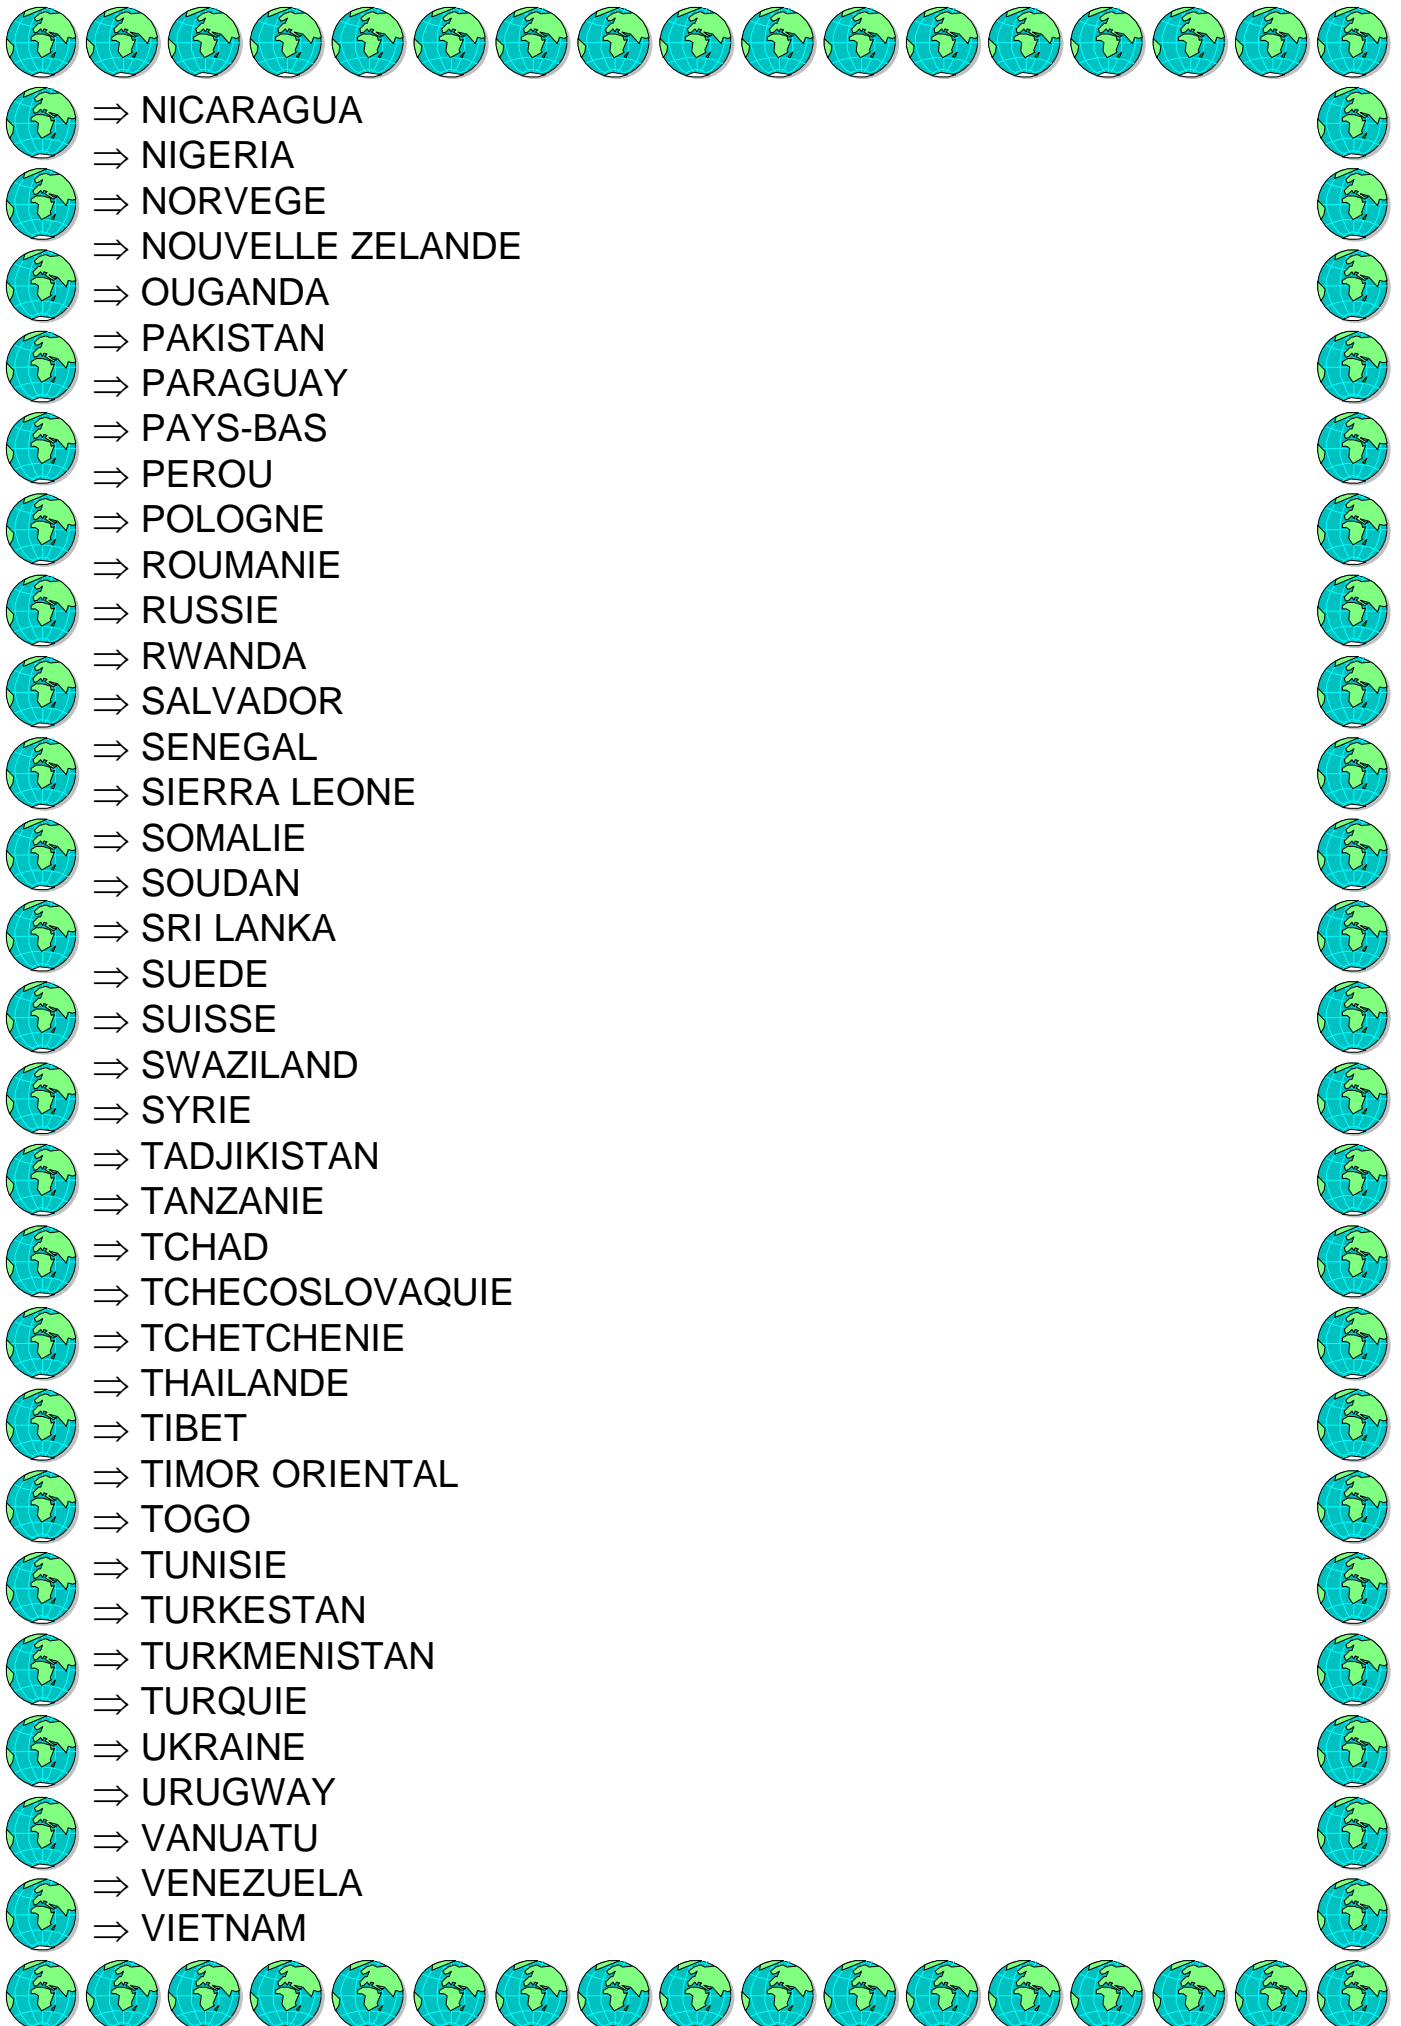 ⇒ NICARAGUA
⇒ NIGERIA
⇒ NORVEGE
⇒ NOUVELLE ZELANDE
⇒ OUGANDA
⇒ PAKISTAN
⇒ PARAGUAY
⇒ PAYS-BAS
⇒ PEROU
⇒ POLOGNE
⇒ ROUMANIE
⇒ RUSSIE
⇒ RWANDA
⇒ SALVADOR
⇒ SENEGAL
⇒ SIERRA LEONE
⇒ SOMALIE
⇒ SOUDAN
⇒ SRI LANKA
⇒ SUEDE
⇒ SUISSE
⇒ SWAZILAND
⇒ SYRIE
⇒ TADJIKISTAN
⇒ TANZANIE
⇒ TCHAD
⇒ TCHECOSLOVAQUIE
⇒ TCHETCHENIE
⇒ THAILANDE
⇒ TIBET
⇒ TIMOR ORIENTAL
⇒ TOGO
⇒ TUNISIE
⇒ TURKESTAN
⇒ TURKMENISTAN
⇒ TURQUIE
⇒ UKRAINE
⇒ URUGWAY
⇒ VANUATU
⇒ VENEZUELA
⇒ VIETNAM